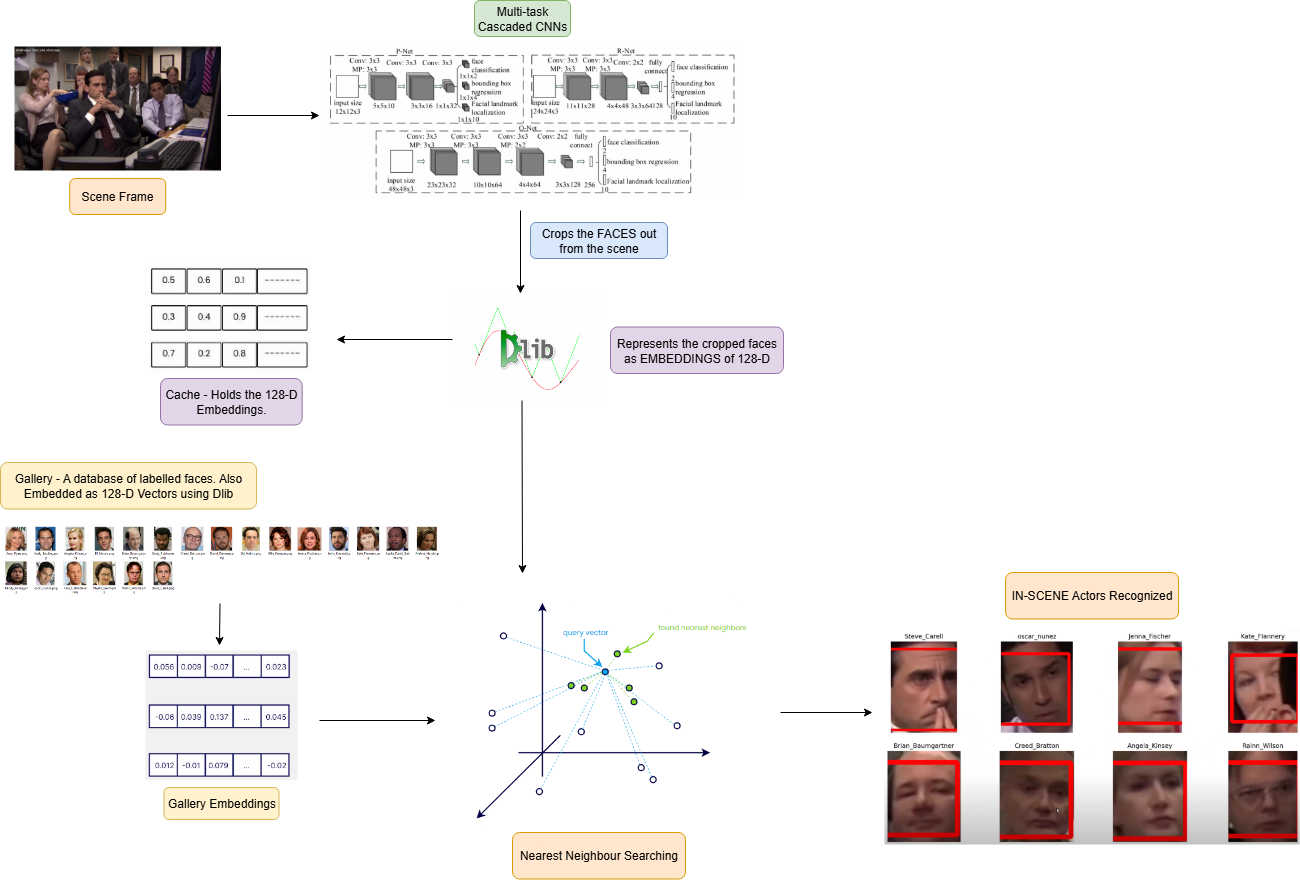 Multi-task
Cascaded CNNs
P-Net
Conv: 3x3 Conv: 3x3 Conv: 3x3
MP: 3x3
face
classification
1x1x2
bounding box
regression
1x1x4
Facial landmark
localization
1x1x10
input size
12x12x3
5x5x10
3x3x16
1x1x32
R-Net
Conv: 3x3 Conv: 3x3 Conv: 2x2 fully
MP: 3x3 MP: 3x3 connect
face classification
2
bounding box
regression
4
Facial landmark
localization
10
input size
24x24x3
11x11x28
4x4x48
3x3x64
128
O-Net
Conv: 3x3 Conv: 3x3 Conv: 3x3 Conv: 2x2 fully
MP: 3x3 MP: 3x3 MP: 2x2 connect
face classification
2
bounding box regression
4
Facial landmark localization
input size
48x48x3
23x23x32
10x10x64
4x4x64
3x3x128
256
Scene Frame
Crops the FACES out
from the scene
0.5 0.6 0.1 -------
0.3 0.4 0.9 -------
0.7 0.2 0.8 -------
Dlib
Represents the cropped faces
as EMBEDDINGS of 128-D
Cache - Holds the 128-D
Embeddings.
Gallery - A database of labelled faces. Also
Embedded as 128-D Vectors using Dlib
0.056 0.009 -0.07 ... 0.023
-0.06 0.039 0.137 ... 0.045
0.012 -0.01 0.079 ... -0.02
Gallery Embeddings
query vector
found nearest neighbors
Nearest Neighbour Searching
IN-SCENE Actors Recognized
Steve_Carell
oscar_nunez
Jenna_Fischer
Kate_Flannery
Brian_Baumgartner
Creed_Bratton
Angela_Kinsey
Rainn_Wilson